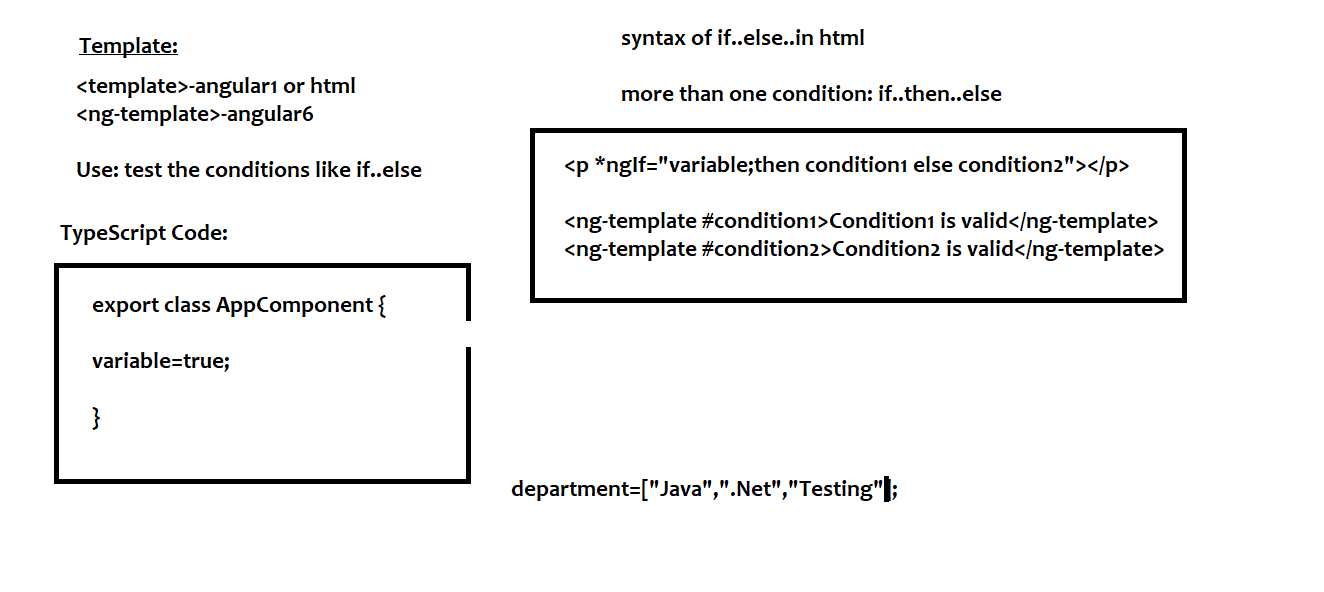 Template:
<template>-angular1 or html
<ng-template>-angular6
Use: test the conditions like if..else
TypeScript Code:
export class AppComponent {
variable=true;
}
syntax of if..else..in html
more than one condition: if..then..else
<p *ngIf="variable;then condition1 else condition2"></p>
<ng-template #condition1>Condition1 is valid</ng-template>
<ng-template #condition2>Condition2 is valid</ng-template>
department=["Java",".Net","Testing"];